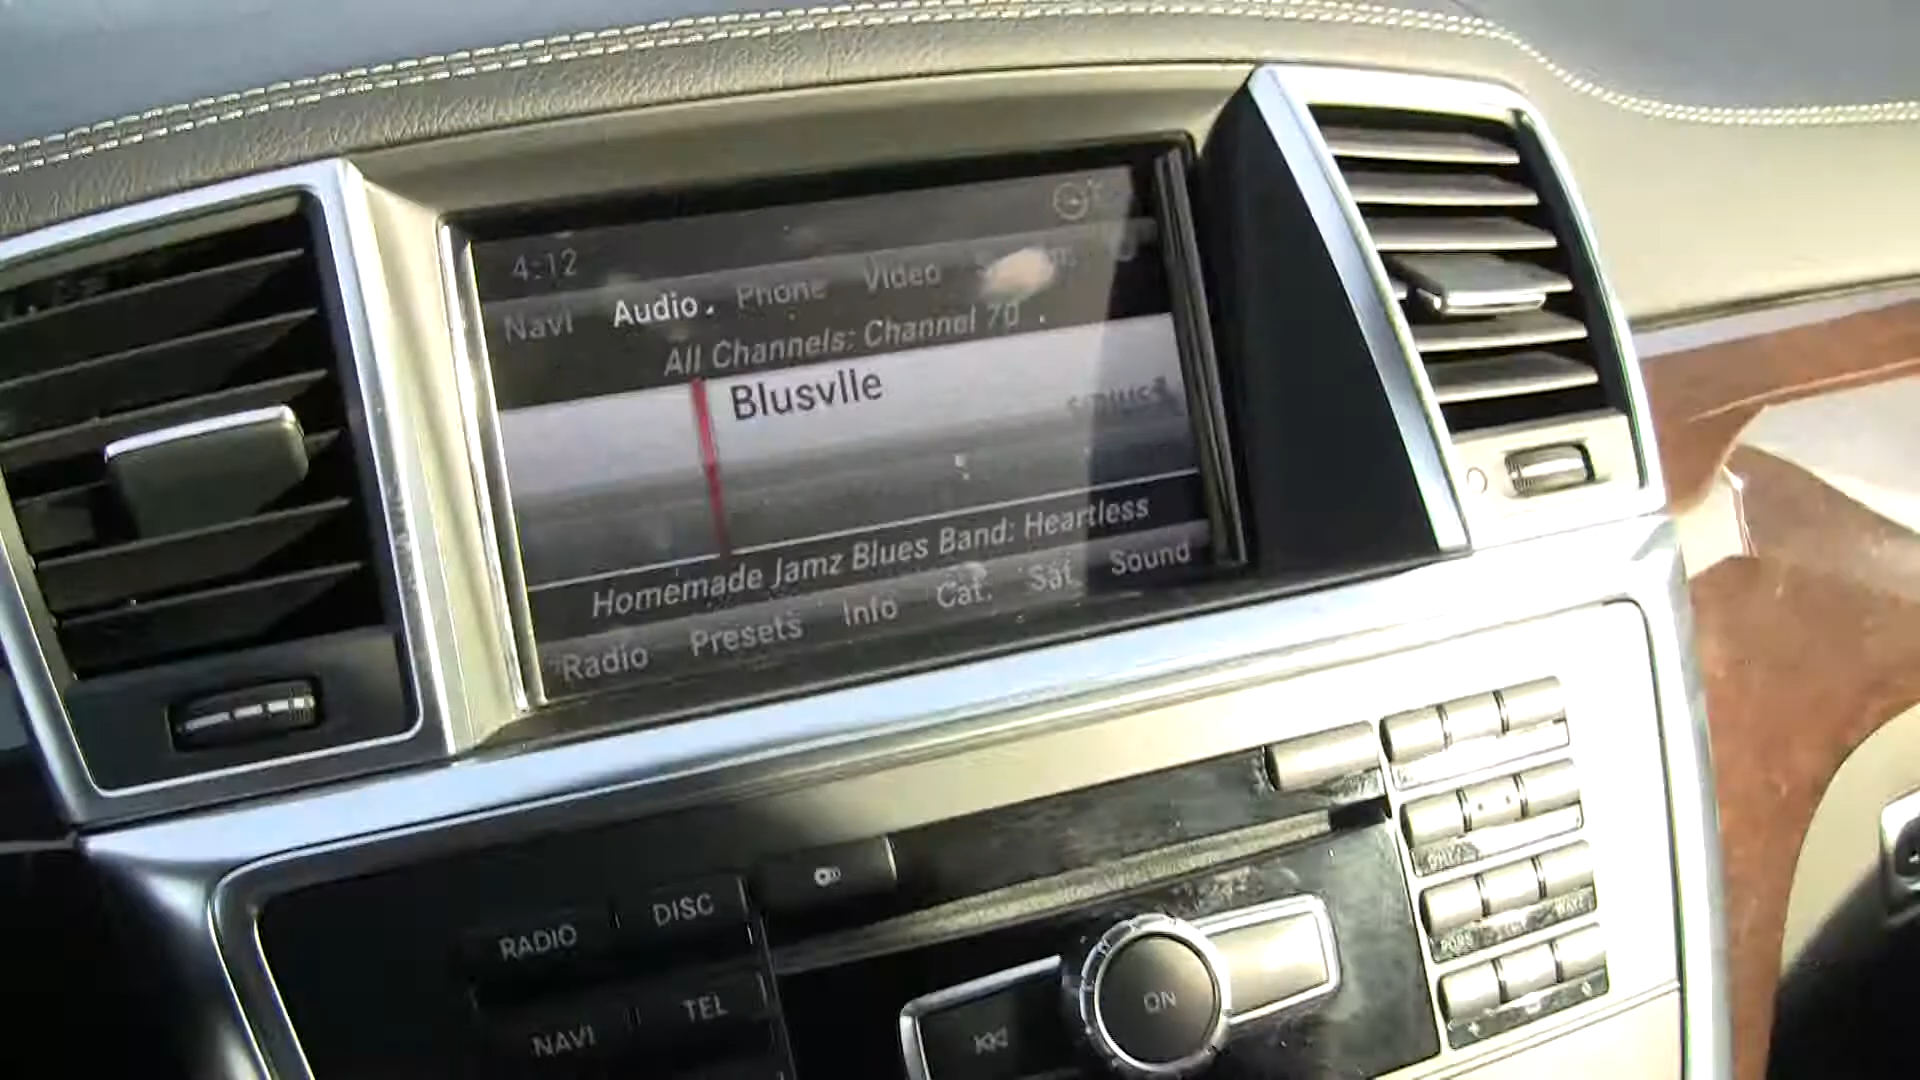 4:12
Navi Audio Phone Video
All Channels: Channel 70
Blusvlle
Homemade Jamz Blues Band: Heartless
Radio Presets Info Cat. Sat Sound
RADIO DISC
NAVI TEL
ON